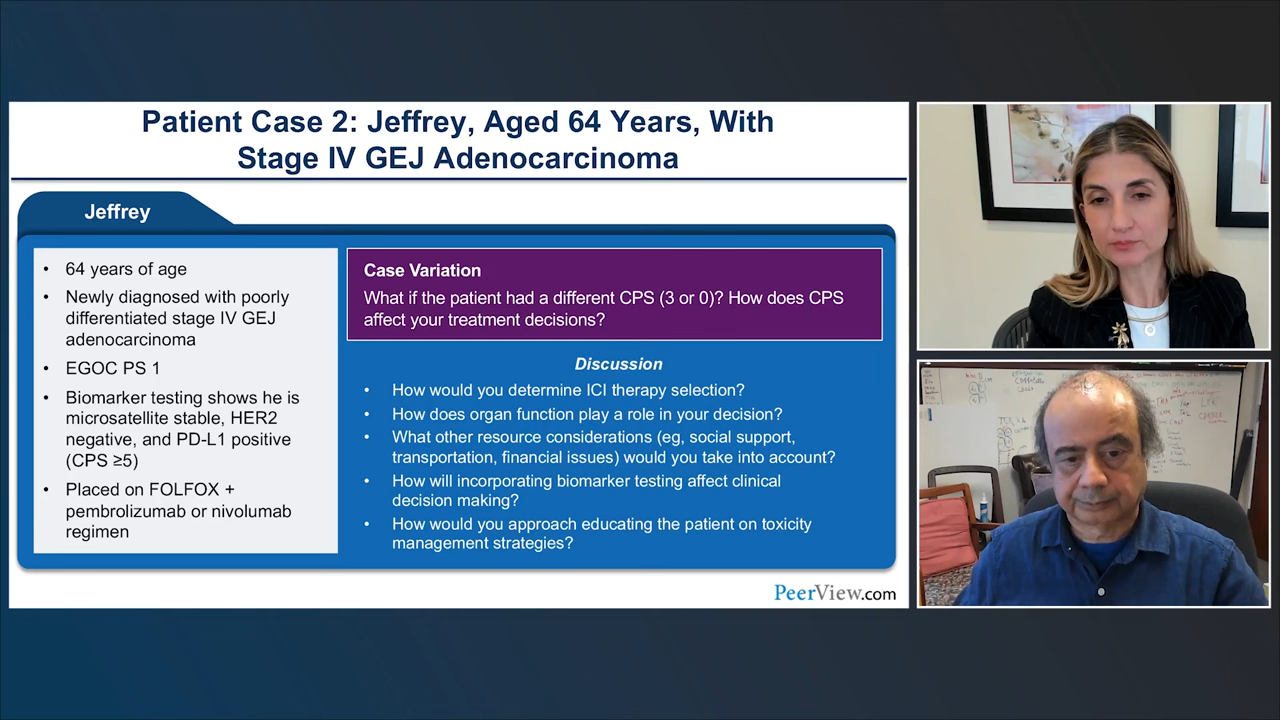 Patient Case 2: Jeffrey, Aged 64 Years, With
Stage IV GEJ Adenocarcinoma
Jeffrey
• 64 years of age
• Newly diagnosed with poorly
differentiated stage IV GEJ
adenocarcinoma
• EGOC PS 1
• Biomarker testing shows he is
microsatellite stable, HER2
negative, and PD-L1 positive
(CPS ≥5)
• Placed on FOLFOX +
pembrolizumab or nivolumab
regimen
Case Variation
What if the patient had a different CPS (3 or 0)? How does CPS
affect your treatment decisions?
Discussion
• How would you determine ICI therapy selection?
• How does organ function play a role in your decision?
• What other resource considerations (eg, social support,
transportation, financial issues) would you take into account?
• How will incorporating biomarker testing affect clinical
decision making?
• How would you approach educating the patient on toxicity
management strategies?
PeerView.com